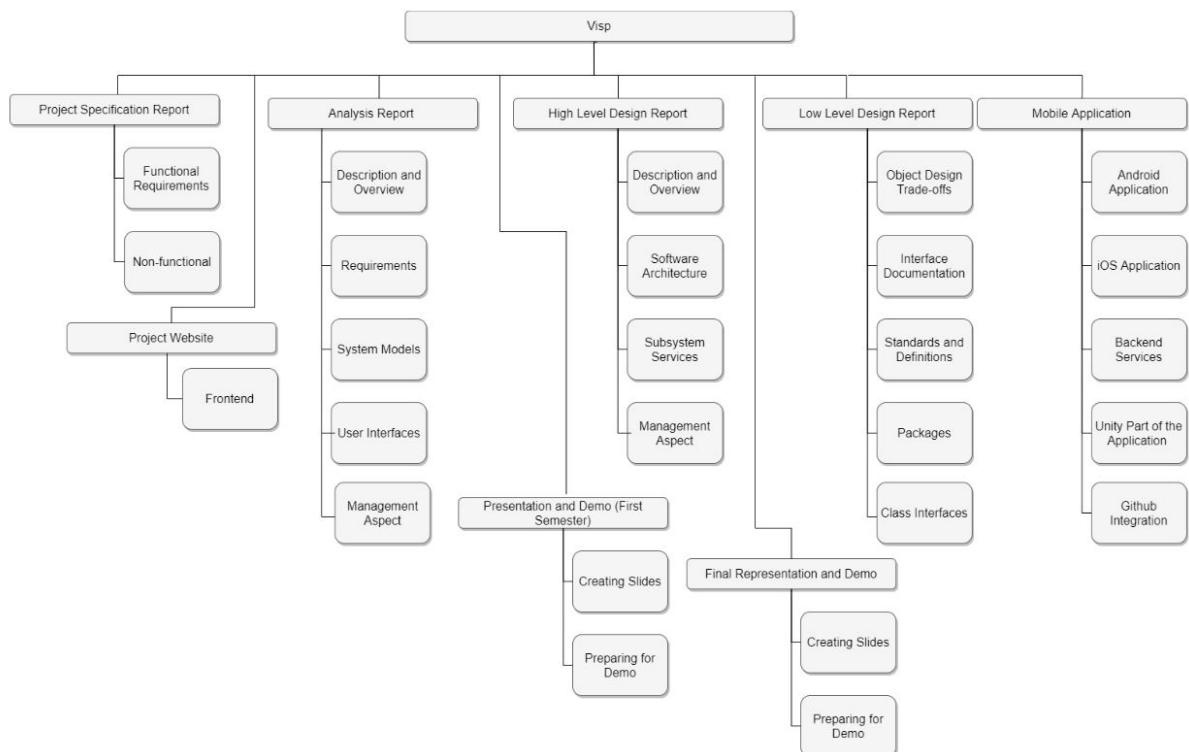 Visp
Project Specification Report
Functional
Requirements
Non-functional
Project Website
Frontend
Analysis Report
Description and
Overview
Requirements
System Models
User Interfaces
Management
Aspect
Presentation and Demo (First
Semester)
Creating Slides
Preparing for
Demo
High Level Design Report
Description and
Overview
Software
Architecture
Subsystem
Services
Management
Aspect
Final Representation and Demo
Creating Slides
Preparing for
Demo
Low Level Design Report
Object Design
Trade-offs
Interface
Documentation
Standards and
Definitions
Packages
Class Interfaces
Mobile Application
Android
Application
iOS Application
Backend
Services
Unity Part of the
Application
Github
Integration